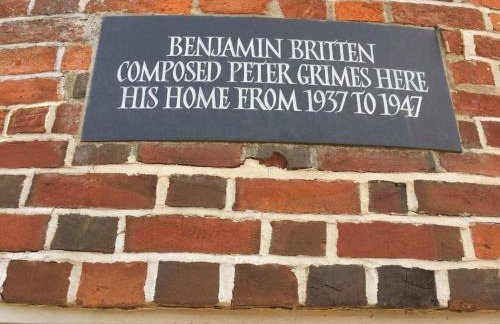 BENJAMIN BRITTEN
COMPOSED PETER GRIMES HERE
HIS HOME FROM 1937 TO 1947